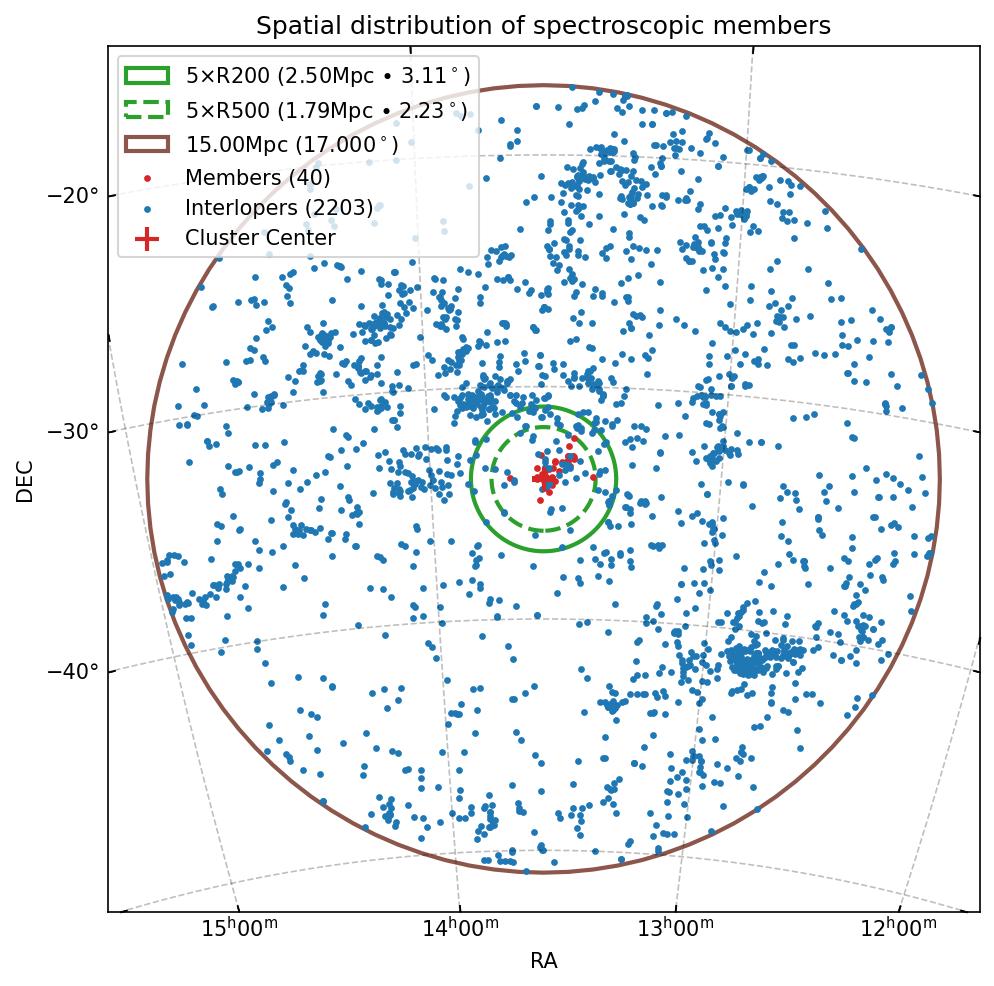 Spatial distribution of spectroscopic members
5×R200 (2.50Mpc • 3.11°)
5×R500 (1.79Mpc • 2.23°)
15.00Mpc (17.000°)
Members (40)
Interlopers (2203)
Cluster Center
−20°
−30°
−40°
DEC
15ʰ00ᵐ 14ʰ00ᵐ 13ʰ00ᵐ 12ʰ00ᵐ
RA